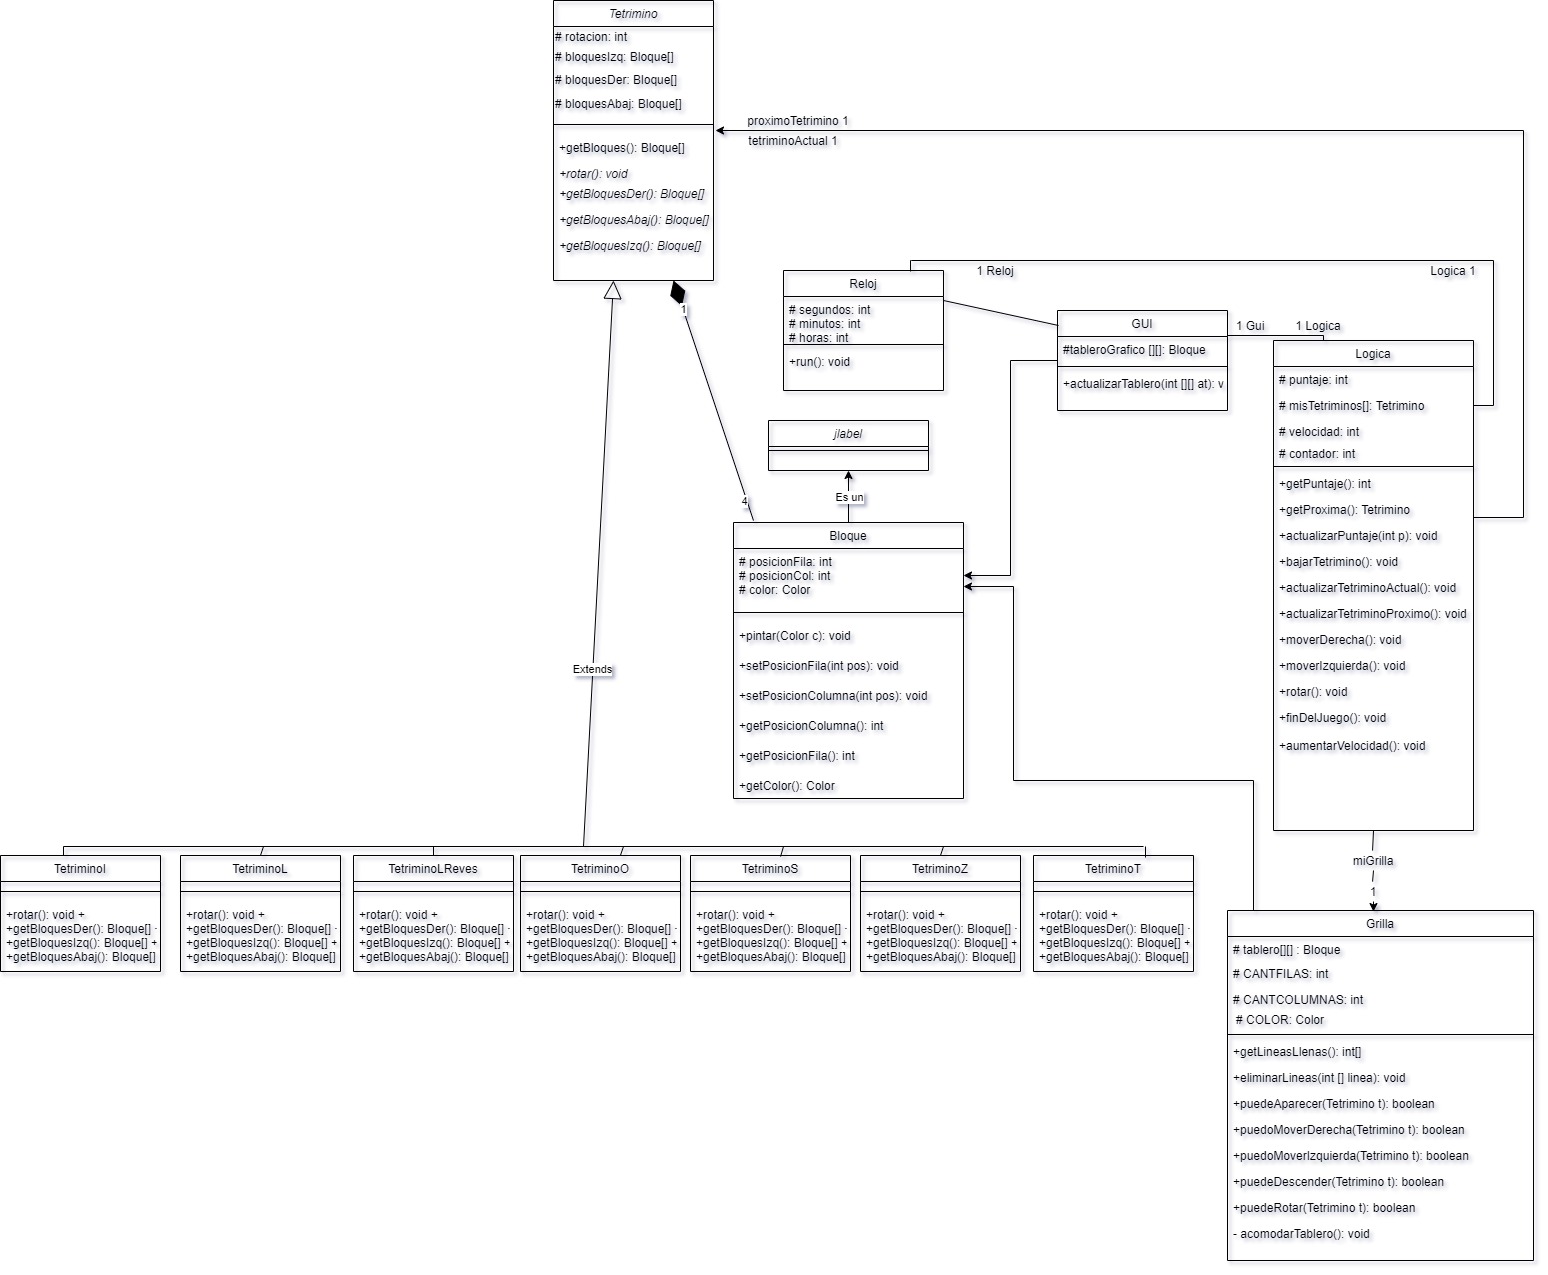 Tetrimino
# rotacion: int
# bloquesIzq: Bloque[]
# bloquesDer: Bloque[]
# bloquesAbaj: Bloque[]
+getBloques(): Bloque[]
+rotar(): void
+getBloquesDer(): Bloque[]
+getBloquesAbaj(): Bloque[]
+getBloquesIzq(): Bloque[]
proximoTetrimino 1
tetriminoActual 1
1 Reloj
Logica 1
Reloj
# segundos: int
# minutos: int
# horas: int
+run(): void
GUI
#tableroGrafico [][]: Bloque
+actualizarTablero(int [][] at): v
1 Gui
1 Logica
Logica
# puntaje: int
# misTetriminos[]: Tetrimino
# velocidad: int
# contador: int
+getPuntaje(): int
+getProxima(): Tetrimino
+actualizarPuntaje(int p): void
+bajarTetrimino(): void
+actualizarTetriminoActual(): void
+actualizarTetriminoProximo(): void
+moverDerecha(): void
+moverIzquierda(): void
+rotar(): void
+finDelJuego(): void
+aumentarVelocidad(): void
1
4
jlabel
Es un
Bloque
# posicionFila: int
# posicionCol: int
# color: Color
+pintar(Color c): void
+setPosicionFila(int pos): void
+setPosicionColumna(int pos): void
+getPosicionColumna(): int
+getPosicionFila(): int
+getColor(): Color
Extends
TetriminoI
+rotar(): void +
+getBloquesDer(): Bloque[] -
+getBloquesIzq(): Bloque[] +
+getBloquesAbaj(): Bloque[]
TetriminoL
+rotar(): void +
+getBloquesDer(): Bloque[] -
+getBloquesIzq(): Bloque[] +
+getBloquesAbaj(): Bloque[]
TetriminoLReves
+rotar(): void +
+getBloquesDer(): Bloque[] -
+getBloquesIzq(): Bloque[] +
+getBloquesAbaj(): Bloque[]
TetriminoO
+rotar(): void +
+getBloquesDer(): Bloque[] -
+getBloquesIzq(): Bloque[] +
+getBloquesAbaj(): Bloque[]
TetriminoS
+rotar(): void +
+getBloquesDer(): Bloque[] -
+getBloquesIzq(): Bloque[] +
+getBloquesAbaj(): Bloque[]
TetriminoZ
+rotar(): void +
+getBloquesDer(): Bloque[] -
+getBloquesIzq(): Bloque[] +
+getBloquesAbaj(): Bloque[]
TetriminoT
+rotar(): void +
+getBloquesDer(): Bloque[] -
+getBloquesIzq(): Bloque[] +
+getBloquesAbaj(): Bloque[]
miGrilla
1
Grilla
# tablero[][] : Bloque
# CANTFILAS: int
# CANTCOLUMNAS: int
# COLOR: Color
+getLineasLlenas(): int[]
+eliminarLineas(int [] linea): void
+puedeAparecer(Tetrimino t): boolean
+puedoMoverDerecha(Tetrimino t): boolean
+puedoMoverIzquierda(Tetrimino t): boolean
+puedeDescender(Tetrimino t): boolean
+puedeRotar(Tetrimino t): boolean
- acomodarTablero(): void